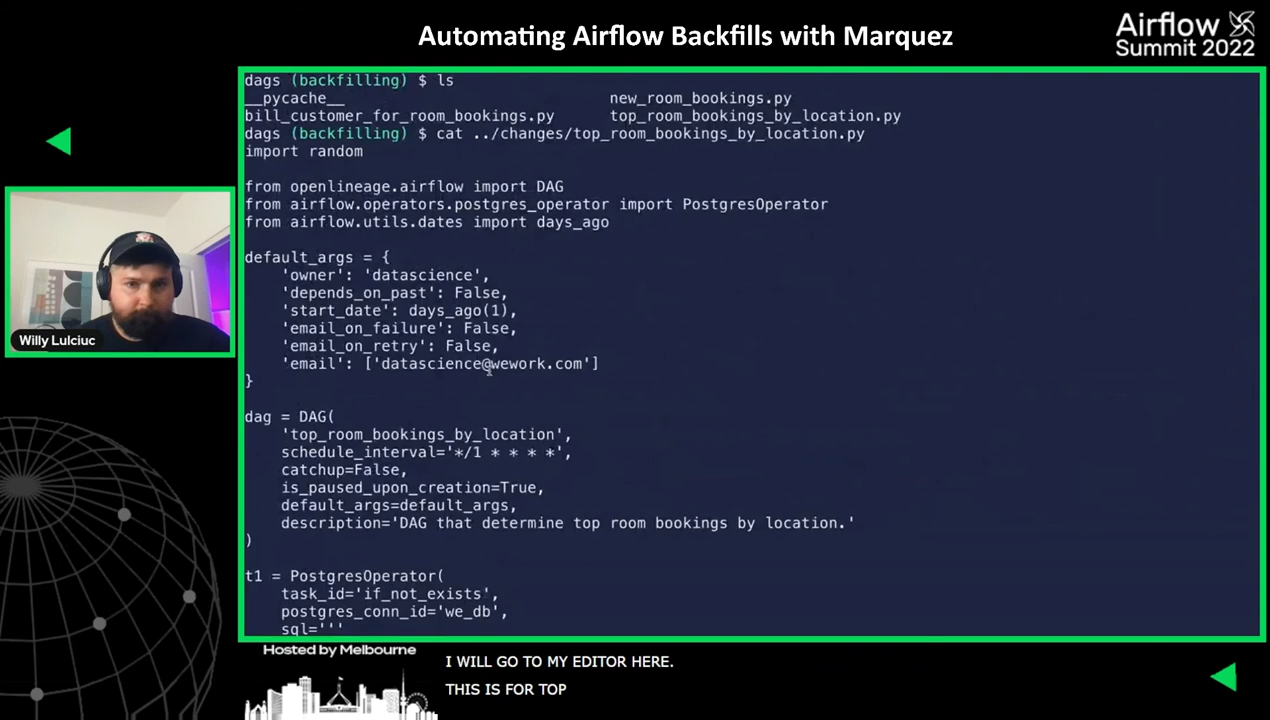 Automating Airflow Backfills with Marquez
Airflow
Summit 2022
dags (backfilling) $ ls
__pycache__ new_room_bookings.py
bill_customer_for_room_bookings.py top_room_bookings_by_location.py
dags (backfilling) $ cat ../changes/top_room_bookings_by_location.py
import random
from openlineage.airflow import DAG
from airflow.operators.postgres_operator import PostgresOperator
from airflow.utils.dates import days_ago
default_args = {
'owner': 'datascience',
'depends_on_past': False,
'start_date': days_ago(1),
'email_on_failure': False,
'email_on_retry': False,
'email': ['datascience@wework.com']
}
dag = DAG(
'top_room_bookings_by_location',
schedule_interval='*/1 * * * *',
catchup=False,
is_paused_upon_creation=True,
default_args=default_args,
description='DAG that determine top room bookings by location.'
)
t1 = PostgresOperator(
task_id='if_not_exists',
postgres_conn_id='we_db',
sql='''
Willy Lulciuc
Hosted by Melbourne
I WILL GO TO MY EDITOR HERE.
THIS IS FOR TOP